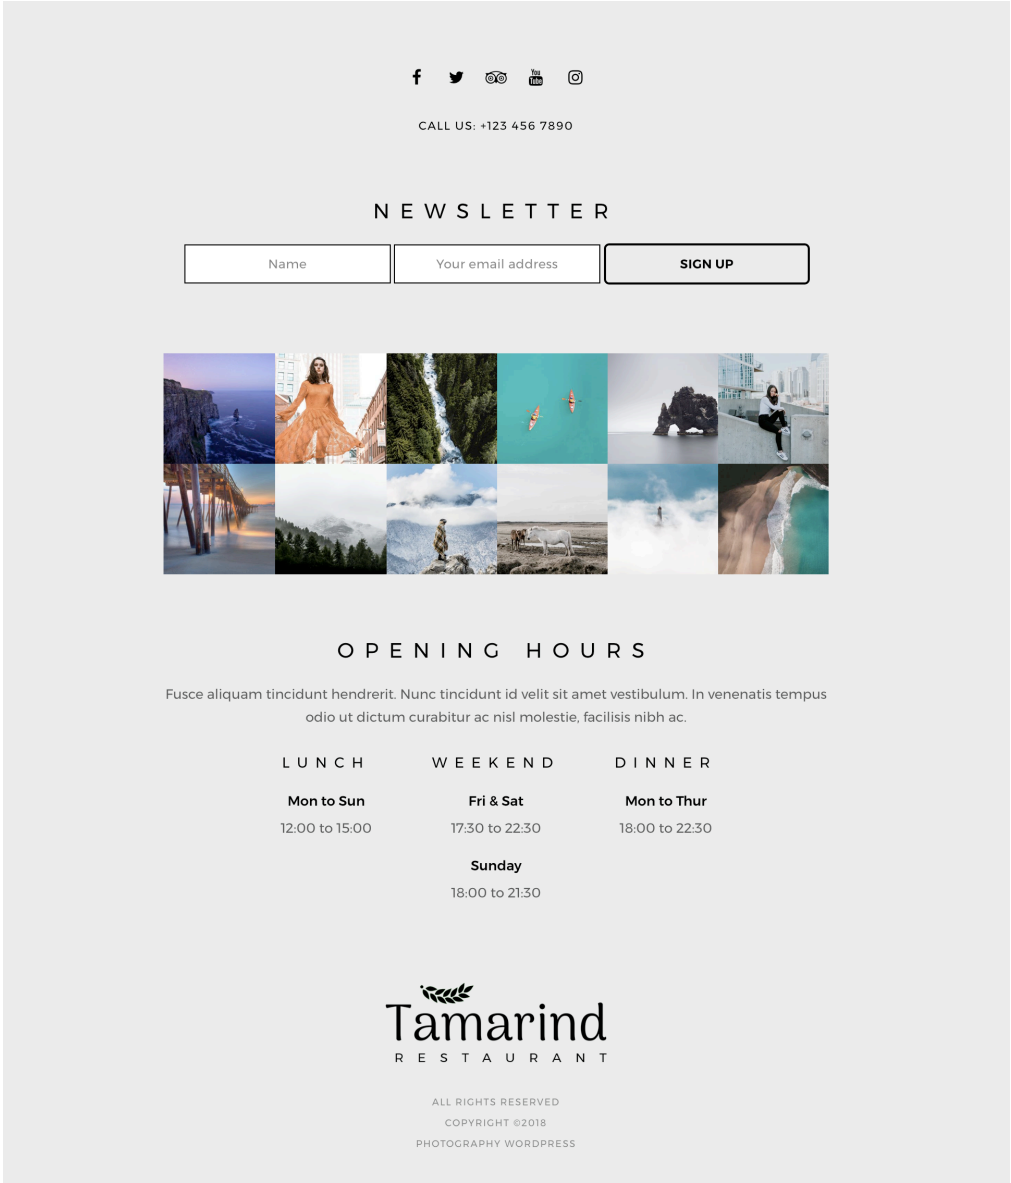 You
Tube
CALL US: +123 456 7890
NEWSLETTER
Name
Your email address
SIGN UP
OPENING HOURS
Fusce aliquam tincidunt hendrerit. Nunc tincidunt id velit sit amet vestibulum. In venenatis tempus
odio ut dictum curabitur ac nisl molestie, facilisis nibh ac.
LUNCH
Mon to Sun
12:00 to 15:00
WEEKEND
Fri & Sat
17:30 to 22:30
Sunday
18:00 to 21:30
DINNER
Mon to Thur
18:00 to 22:30
Tamarind
RESTAURANT
ALL RIGHTS RESERVED
COPYRIGHT ©2018
PHOTOGRAPHY WORDPRESS